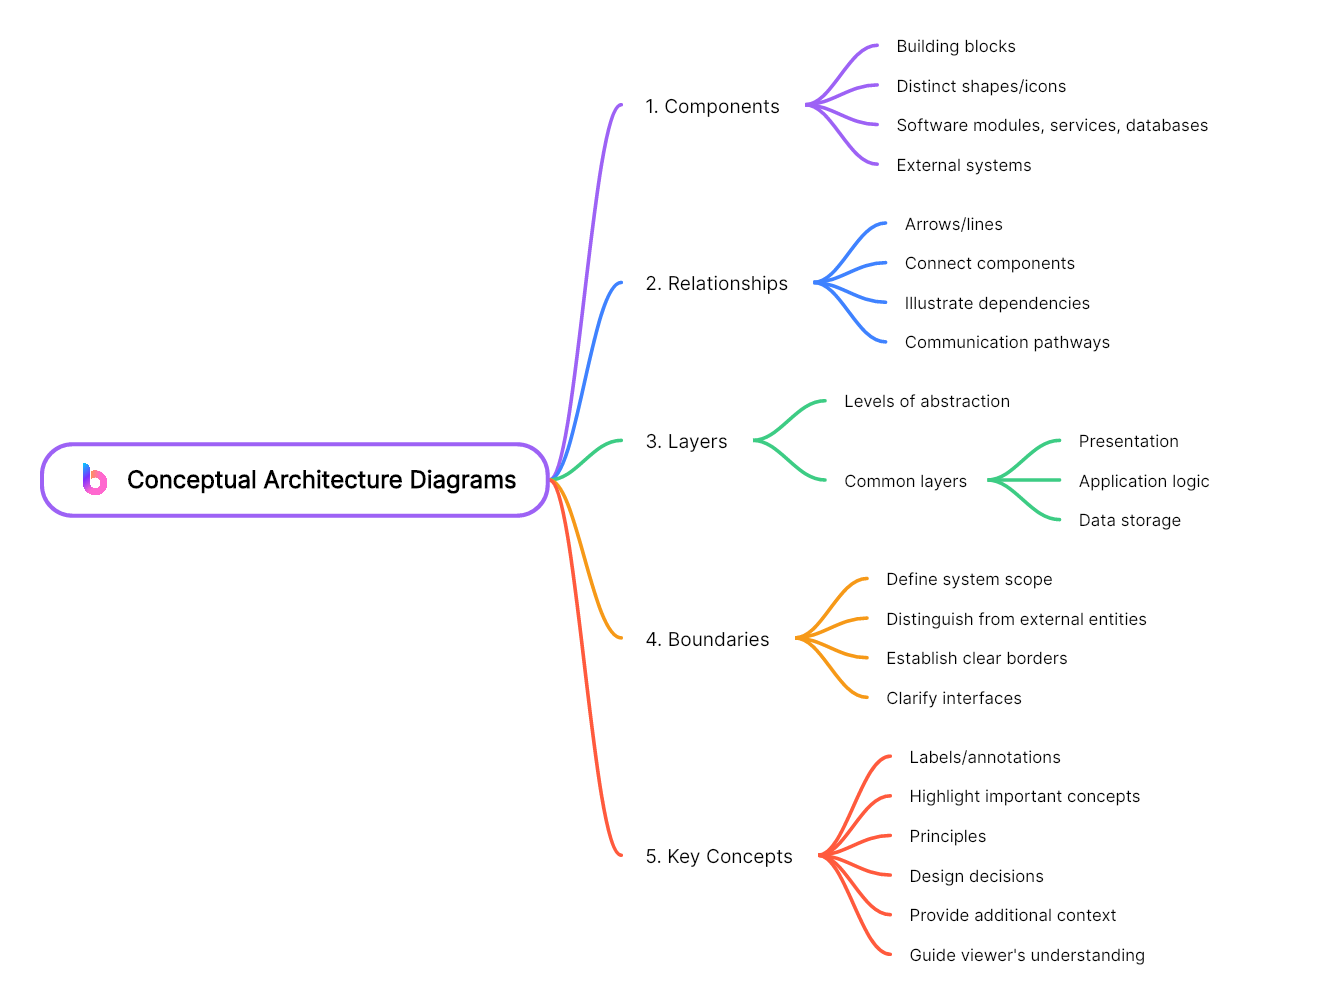 Conceptual Architecture Diagrams
1. Components
Building blocks
Distinct shapes/icons
Software modules, services, databases
External systems
2. Relationships
Arrows/lines
Connect components
Illustrate dependencies
Communication pathways
3. Layers
Levels of abstraction
Common layers
Presentation
Application logic
Data storage
4. Boundaries
Define system scope
Distinguish from external entities
Establish clear borders
Clarify interfaces
5. Key Concepts
Labels/annotations
Highlight important concepts
Principles
Design decisions
Provide additional context
Guide viewer's understanding